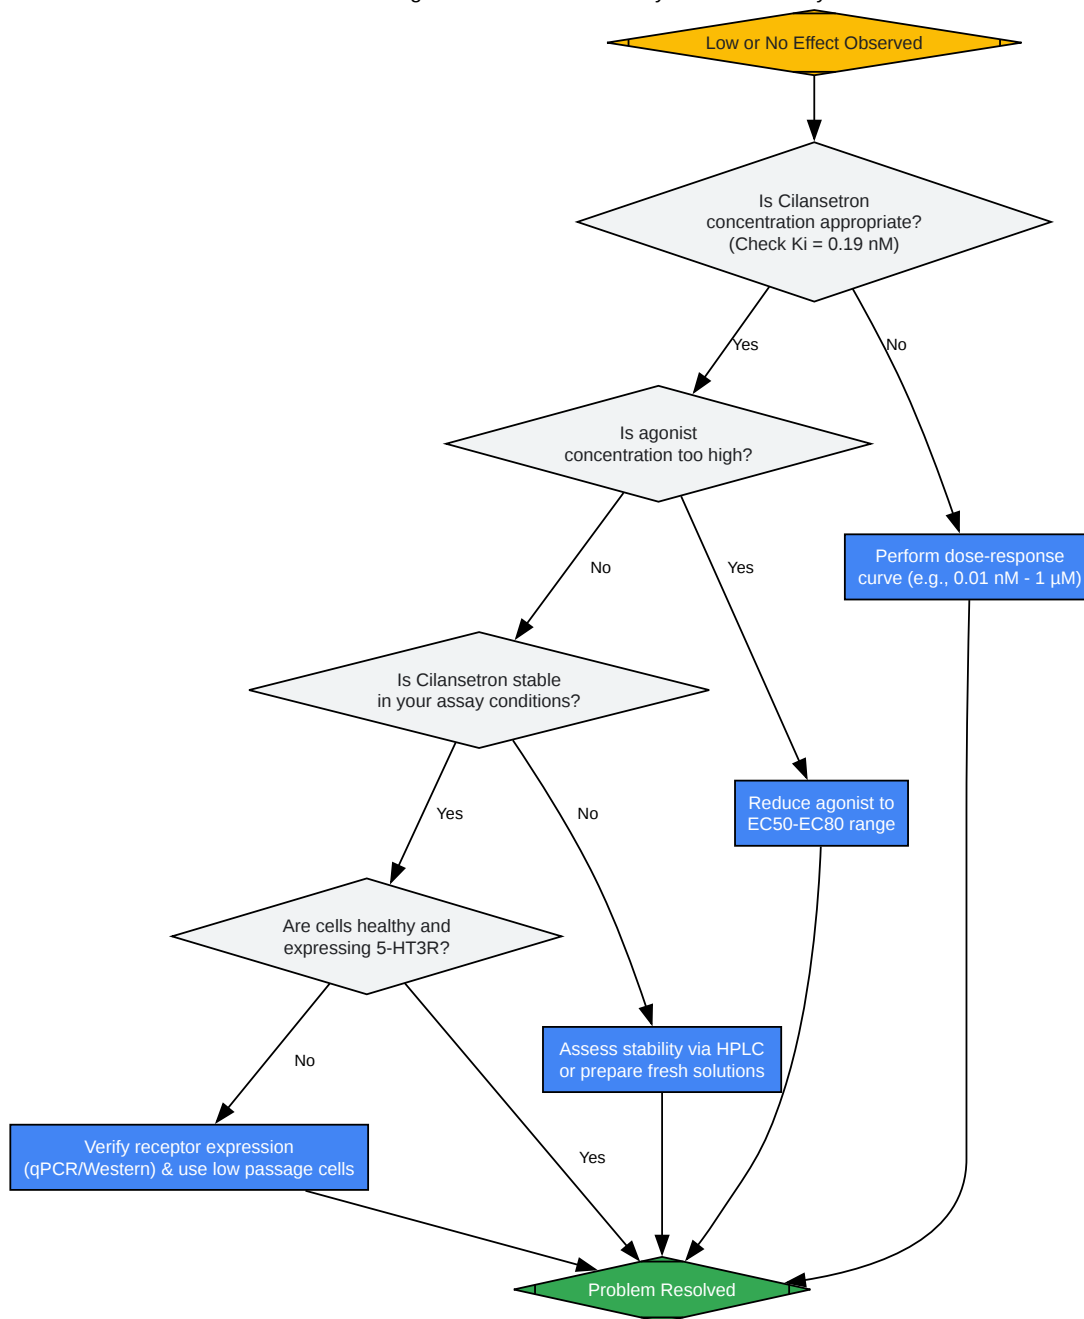 Low or No Effect Observed
Is Cilansetron
concentration appropriate?
(Check Ki = 0.19 nM)
Yes
No
Is agonist
concentration too high?
No
Yes
Perform dose-response
curve (e.g., 0.01 nM - 1 µM)
Is Cilansetron stable
in your assay conditions?
Yes
No
Reduce agonist to
EC50-EC80 range
Are cells healthy and
expressing 5-HT3R?
No
Yes
Assess stability via HPLC
or prepare fresh solutions
Verify receptor expression
(qPCR/Western) & use low passage cells
Problem Resolved